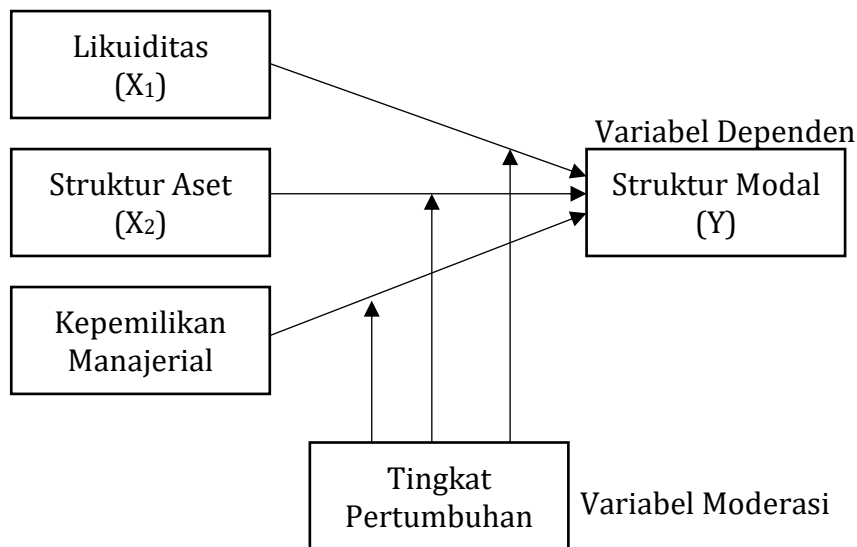 Likuiditas
(X1)
Variabel Dependen
Struktur Aset
(X2)
Struktur Modal
(Y)
Kepemilikan
Manajerial
Tingkat
Pertumbuhan
Variabel Moderasi